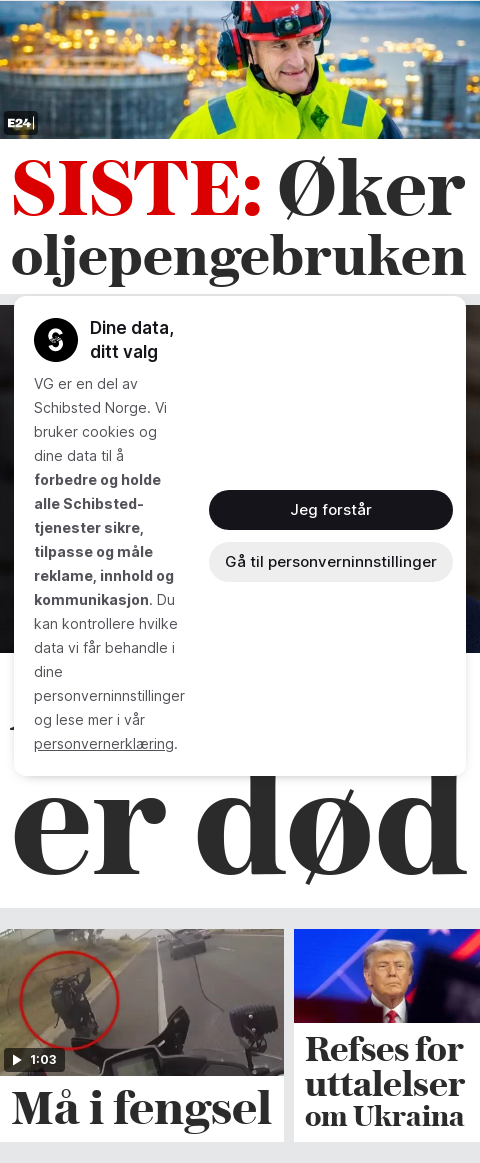 E24
SISTE: Øker
oljepengebruken
Dine data,
ditt valg
VG er en del av
Schibsted Norge. Vi
bruker cookies og
dine data til å
forbedre og holde
alle Schibsted-
tjenester sikre,
tilpasse og måle
reklame, innhold og
kommunikasjon. Du
kan kontrollere hvilke
data vi får behandle i
dine
personverninnstillinger
og lese mer i vår
personvernerklæring.
Jeg forstår
Gå til personverninnstillinger
er død
1:03
Må i fengsel
Refses for
uttalelser
om Ukraina